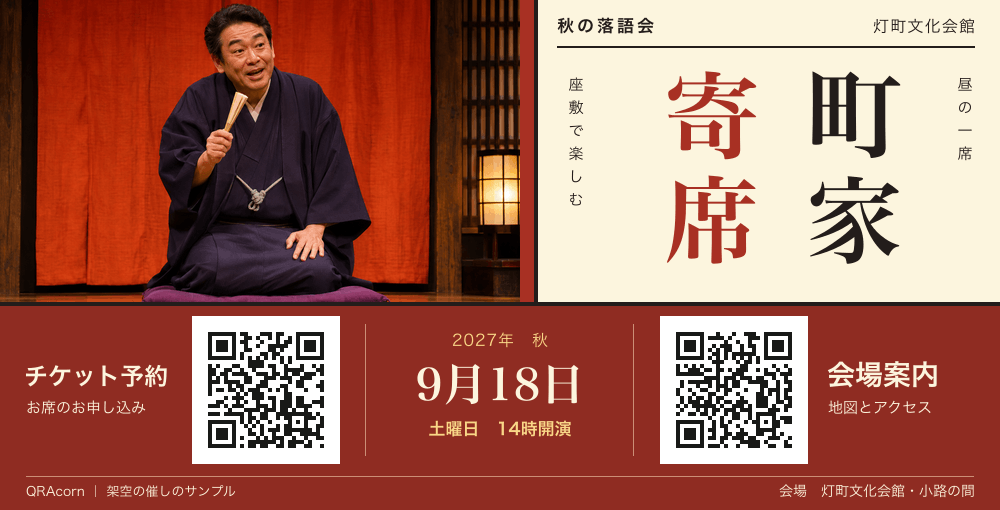 秋の落語会
灯町文化会館
昼の一席
町家
寄席
座敷で楽しむ
チケット予約
お席のお申し込み
2027年　秋
9月18日
土曜日　14時開演
会場案内
地図とアクセス
QRAcorn｜架空の催しのサンプル
会場　灯町文化会館・小路の間